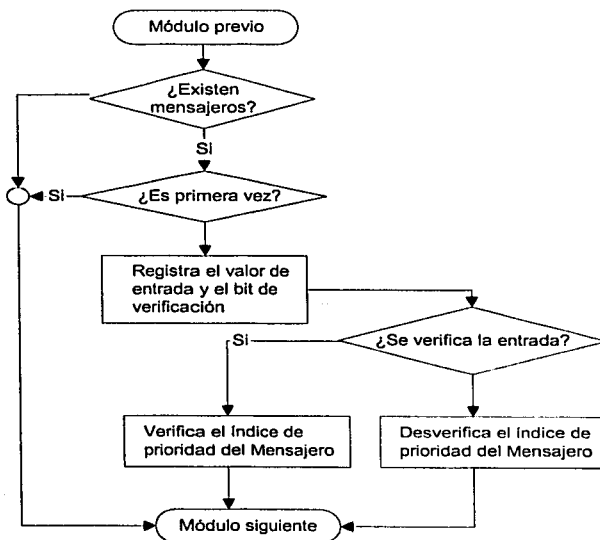 Módulo previo
¿Existen
mensajeros?
Si
Si
¿Es primera vez?
Registra el valor de
entrada y el bit de
verificación
Si
¿Se verifica la entrada?
Verifica el índice de
prioridad del Mensajero
Desverifica el índice de
prioridad del Mensajero
Módulo siguiente